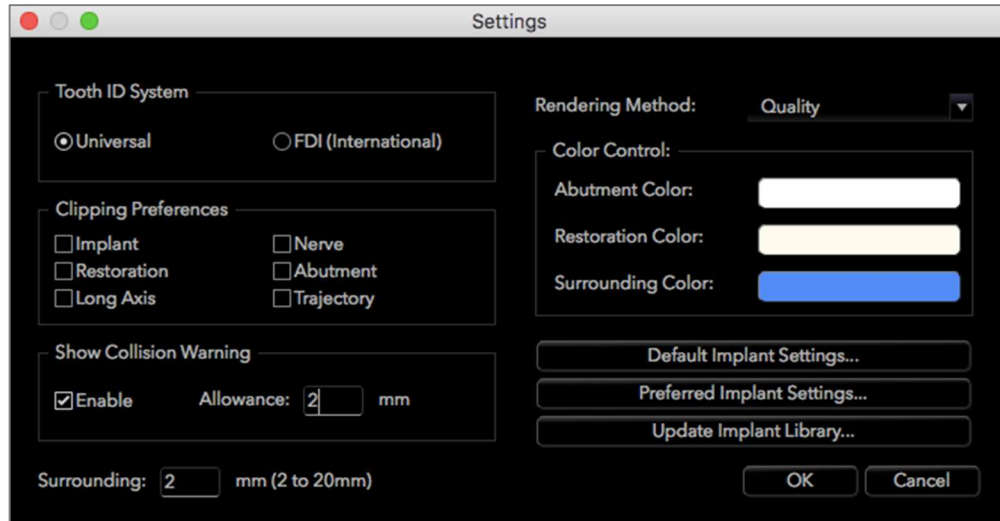 Settings
Tooth ID System
Universal
FDI (International)
Clipping Preferences
Implant
Nerve
Restoration
Abutment
Long Axis
Trajectory
Show Collision Warning
Enable
Allowance: 2 mm
Surrounding: 2 mm (2 to 20mm)
Rendering Method: Quality
Color Control:
Abutment Color:
Restoration Color:
Surrounding Color:
Default Implant Settings...
Preferred Implant Settings...
Update Implant Library...
OK
Cancel